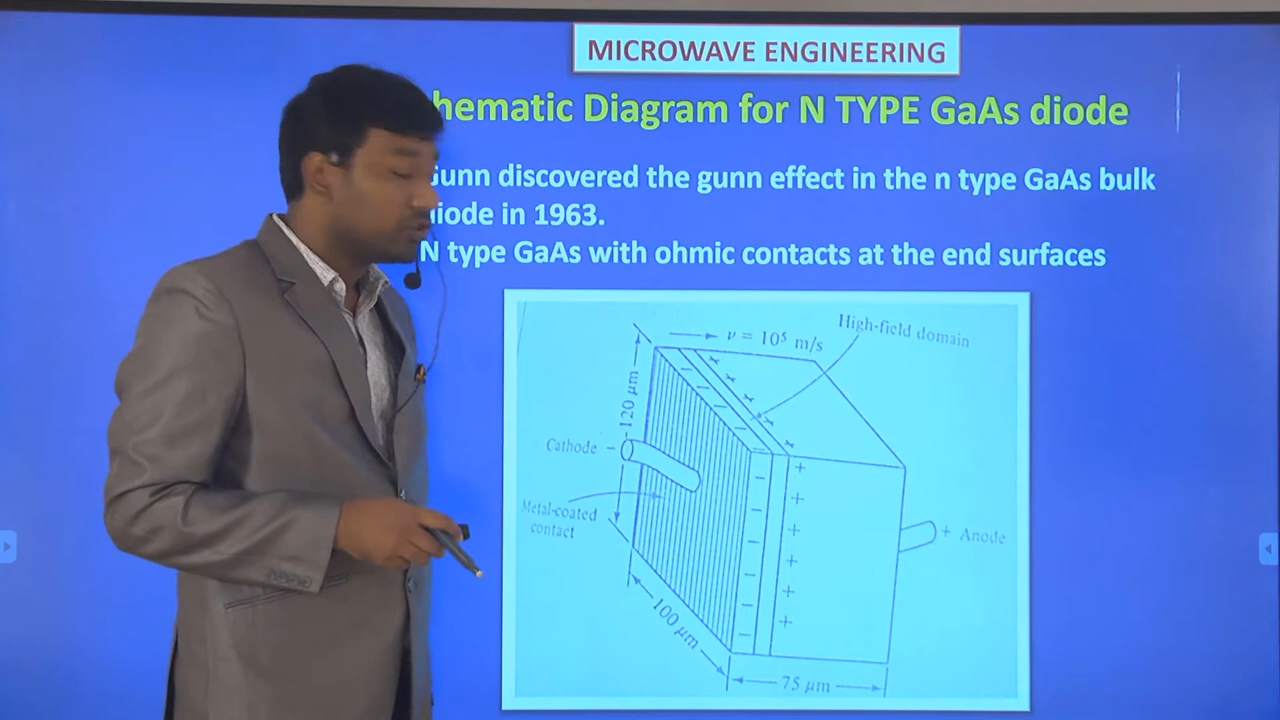 MICROWAVE ENGINEERING
hematic Diagram for N TYPE GaAs diode
unn discovered the gunn effect in the n type GaAs bulk
iode in 1963.
N type GaAs with ohmic contacts at the end surfaces
High-field domain
ν = 10⁵ m/s
120 μm
Cathode −
Metal-coated
contact
+ Anode
100 μm
75 μm